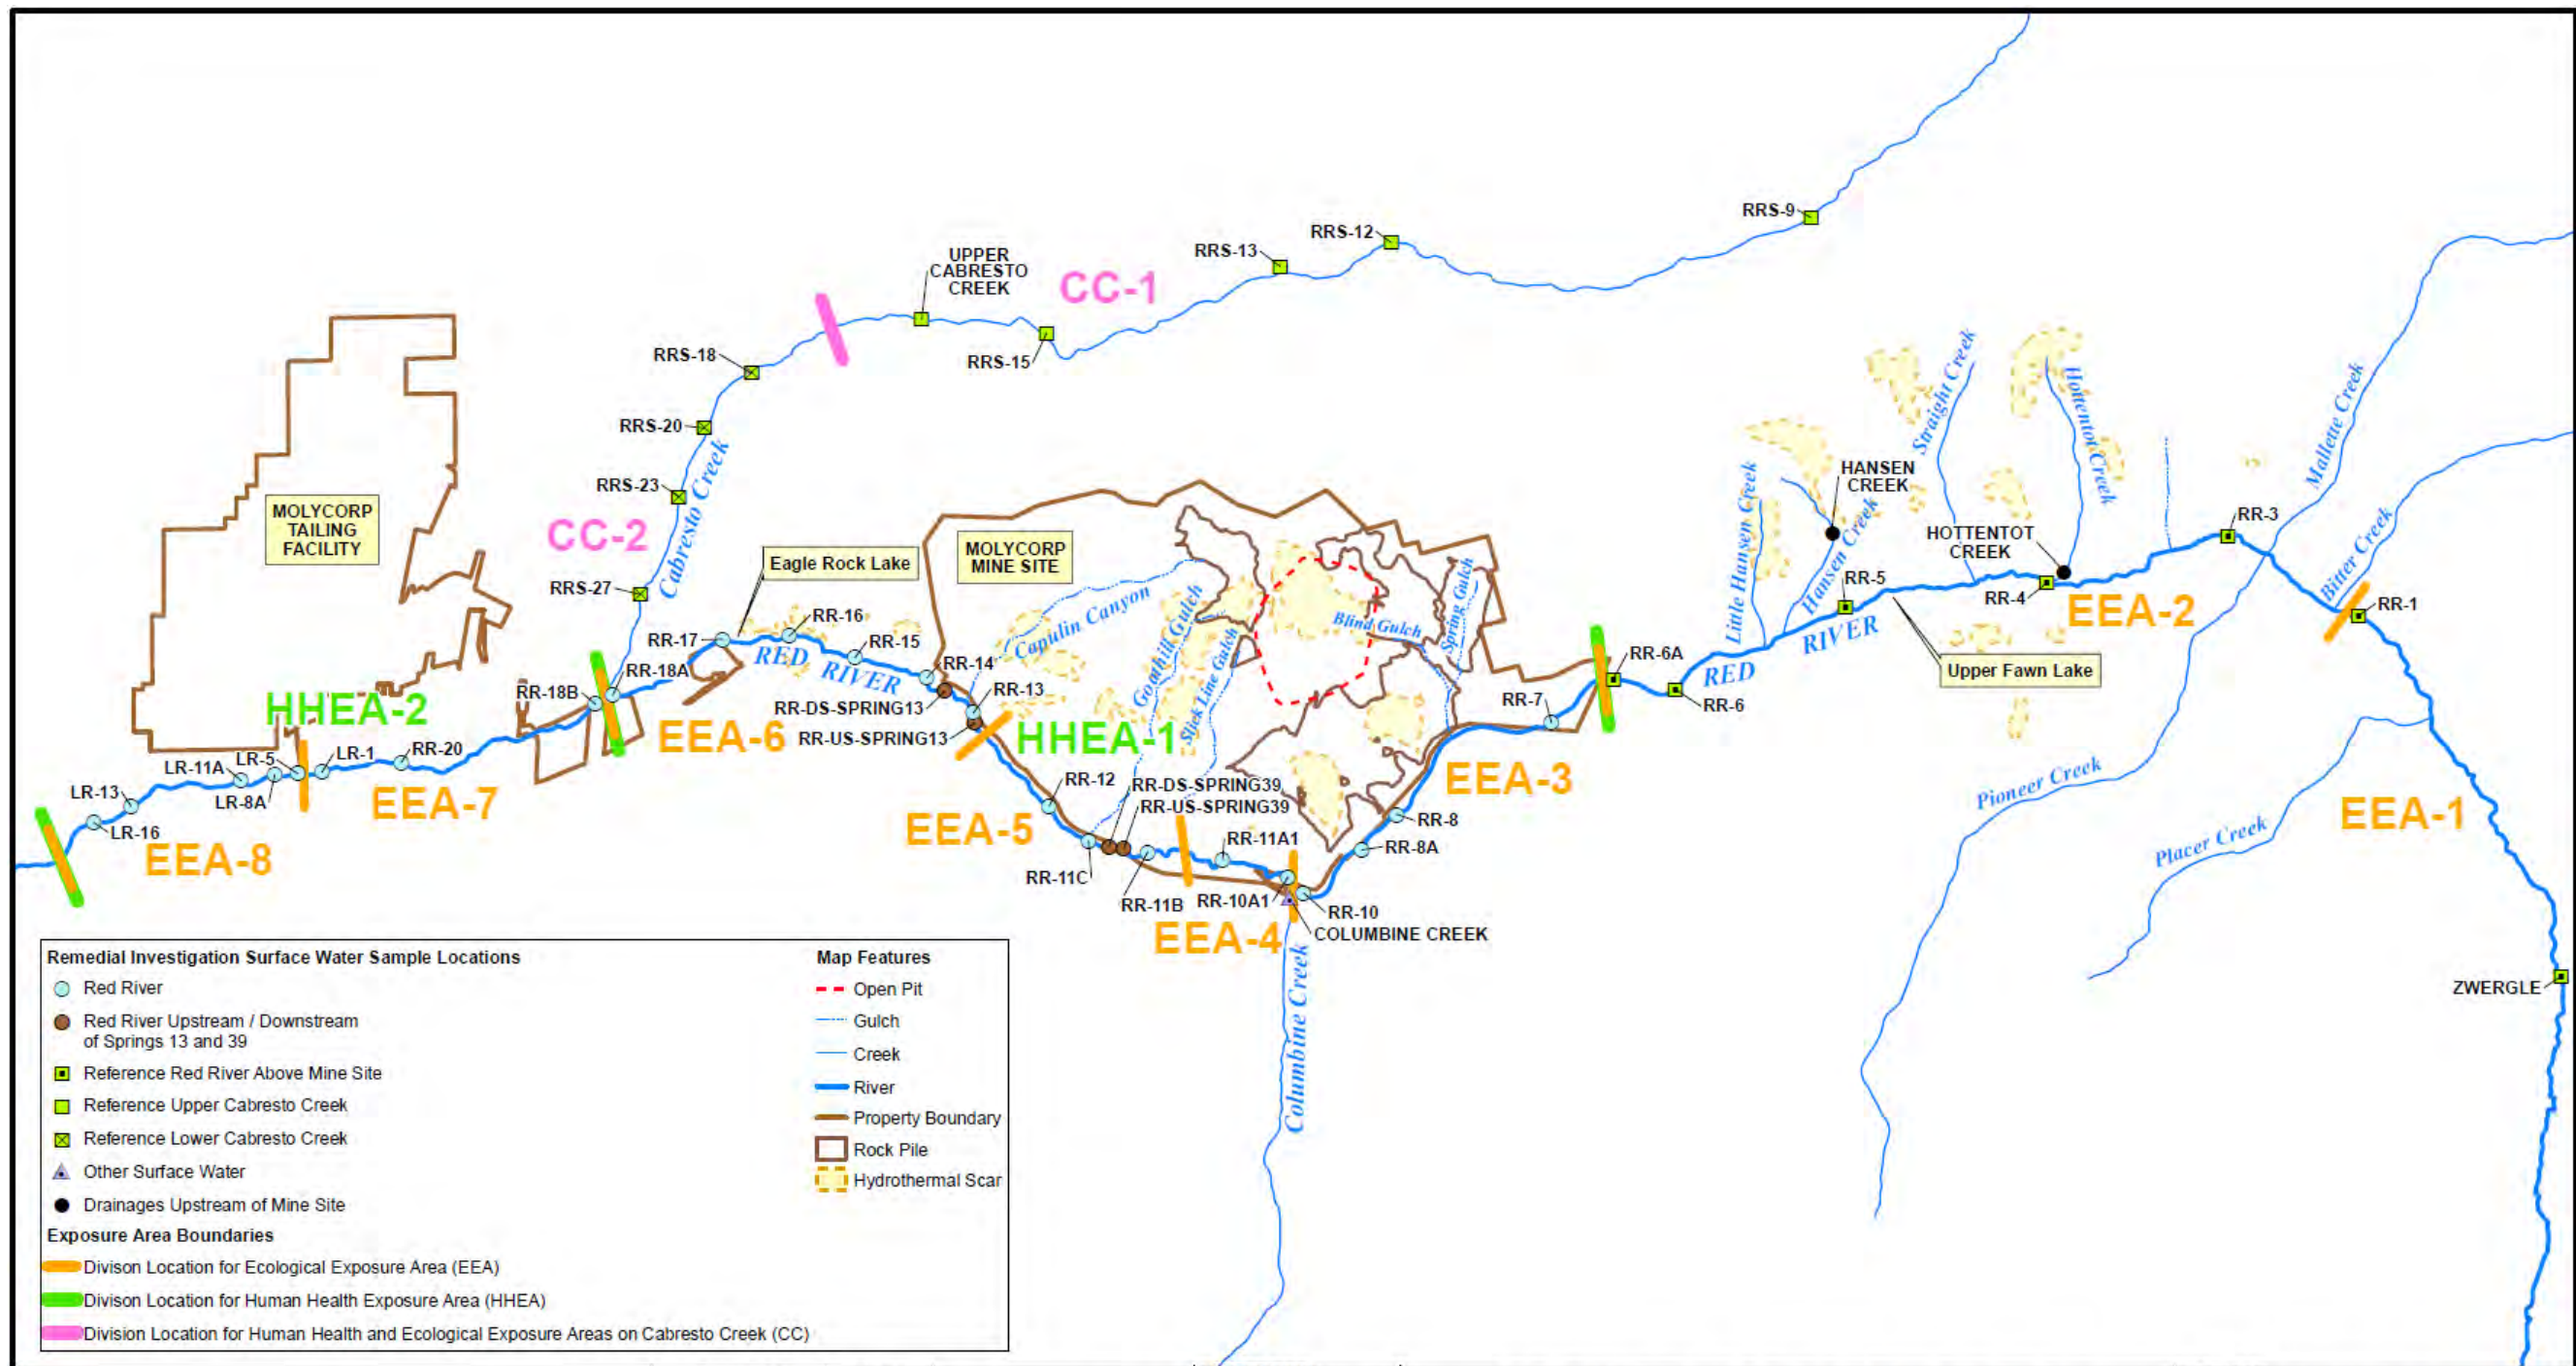 RRS-9
RRS-12
RRS-13
UPPER
CABRESTO
CREEK
CC-1
RRS-15
RRS-18
RRS-20
RRS-23
CC-2
Cabresto Creek
RRS-27
MOLYCORP
TAILING
FACILITY
Eagle Rock Lake
MOLYCORP
MINE SITE
Straight Creek
Hottentot Creek
Mallette Creek
HANSEN
CREEK
Little Hansen Creek
Hansen Creek
HOTTENTOT
CREEK
RR-3
Bitter Creek
RR-5
RR-4
EEA-2
RR-1
RIVER
RED
Upper Fawn Lake
RR-6A
RR-6
RR-7
Capulin Canyon
Goathill Gulch
Slick Line Gulch
Blind Gulch
Spring Gulch
RR-16
RR-17
RR-15
RED RIVER
RR-14
RR-18A
RR-18B
RR-13
RR-DS-SPRING13
RR-US-SPRING13
HHEA-2
EEA-6
HHEA-1
LR-5
LR-1
RR-20
LR-11A
LR-8A
LR-13
LR-16
EEA-7
EEA-8
RR-12
RR-DS-SPRING39
RR-US-SPRING39
EEA-5
EEA-3
RR-8
RR-11A1
RR-8A
RR-11C
RR-11B
RR-10A1
RR-10
EEA-4
COLUMBINE CREEK
Columbine Creek
Pioneer Creek
Placer Creek
EEA-1
ZWERGLE
Remedial Investigation Surface Water Sample Locations
Red River
Red River Upstream / Downstream
of Springs 13 and 39
Reference Red River Above Mine Site
Reference Upper Cabresto Creek
Reference Lower Cabresto Creek
Other Surface Water
Drainages Upstream of Mine Site
Exposure Area Boundaries
Divison Location for Ecological Exposure Area (EEA)
Divison Location for Human Health Exposure Area (HHEA)
Division Location for Human Health and Ecological Exposure Areas on Cabresto Creek (CC)
Map Features
Open Pit
Gulch
Creek
River
Property Boundary
Rock Pile
Hydrothermal Scar